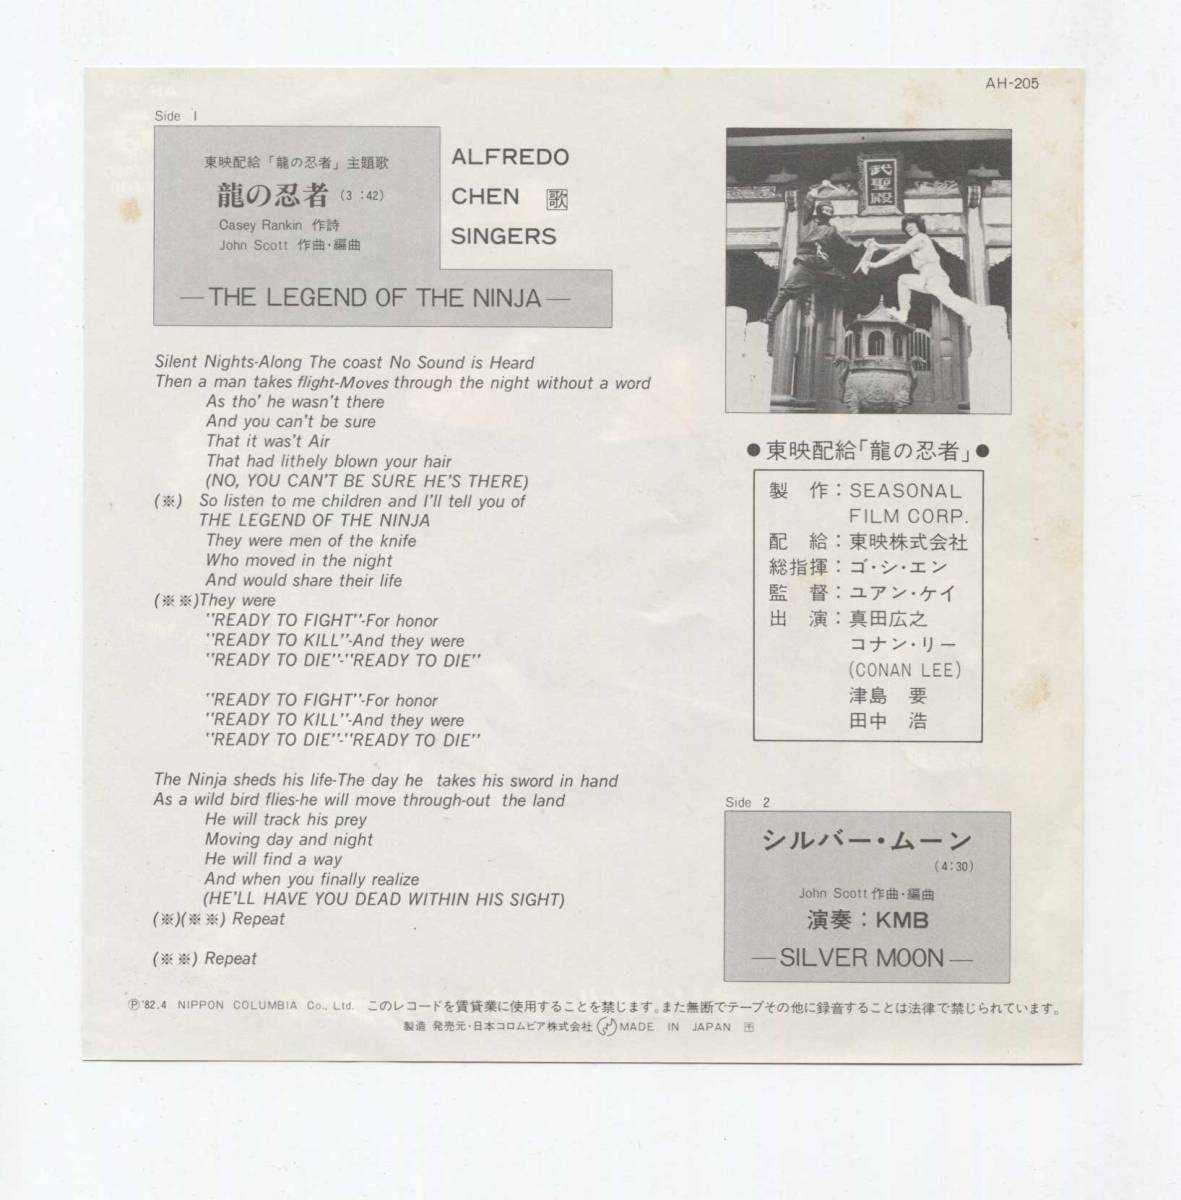 AH-205
Side 1
東映配給「龍の忍者」主題歌
龍の忍者 (3:42)
Casey Rankin 作詩
John Scott 作曲・編曲
—THE LEGEND OF THE NINJA—
ALFREDO
CHEN 歌
SINGERS
Silent Nights-Along The coast No Sound is Heard
Then a man takes flight-Moves through the night without a word
As tho' he wasn't there
And you can't be sure
That it was't Air
That had lithely blown your hair
(NO, YOU CAN'T BE SURE HE'S THERE)
(※) So listen to me children and I'll tell you of
THE LEGEND OF THE NINJA
They were men of the knife
Who moved in the night
And would share their life
(※※)They were
"READY TO FIGHT"-For honor
"READY TO KILL"-And they were
"READY TO DIE"-"READY TO DIE"
"READY TO FIGHT"-For honor
"READY TO KILL"-And they were
"READY TO DIE"-"READY TO DIE"
The Ninja sheds his life-The day he takes his sword in hand
As a wild bird flies-he will move through-out the land
He will track his prey
Moving day and night
He will find a way
And when you finally realize
(HE'LL HAVE YOU DEAD WITHIN HIS SIGHT)
(※)(※※) Repeat
(※※) Repeat
武聖殿
●東映配給「龍の忍者」●
製 作：SEASONAL
FILM CORP.
配 給：東映株式会社
総指揮：ゴ・シ・エン
監 督：ユアン・ケイ
出 演：真田広之
コナン・リー
(CONAN LEE)
津島 要
田中 浩
Side 2
シルバー・ムーン
(4:30)
John Scott 作曲・編曲
演奏：KMB
—SILVER MOON—
Ⓟ'82.4 NIPPON COLUMBIA Co., Ltd. このレコードを賃貸業に使用することを禁じます。また無断でテープその他に録音することは法律で禁じられています。
製造 発売元・日本コロムビア株式会社 MADE IN JAPAN